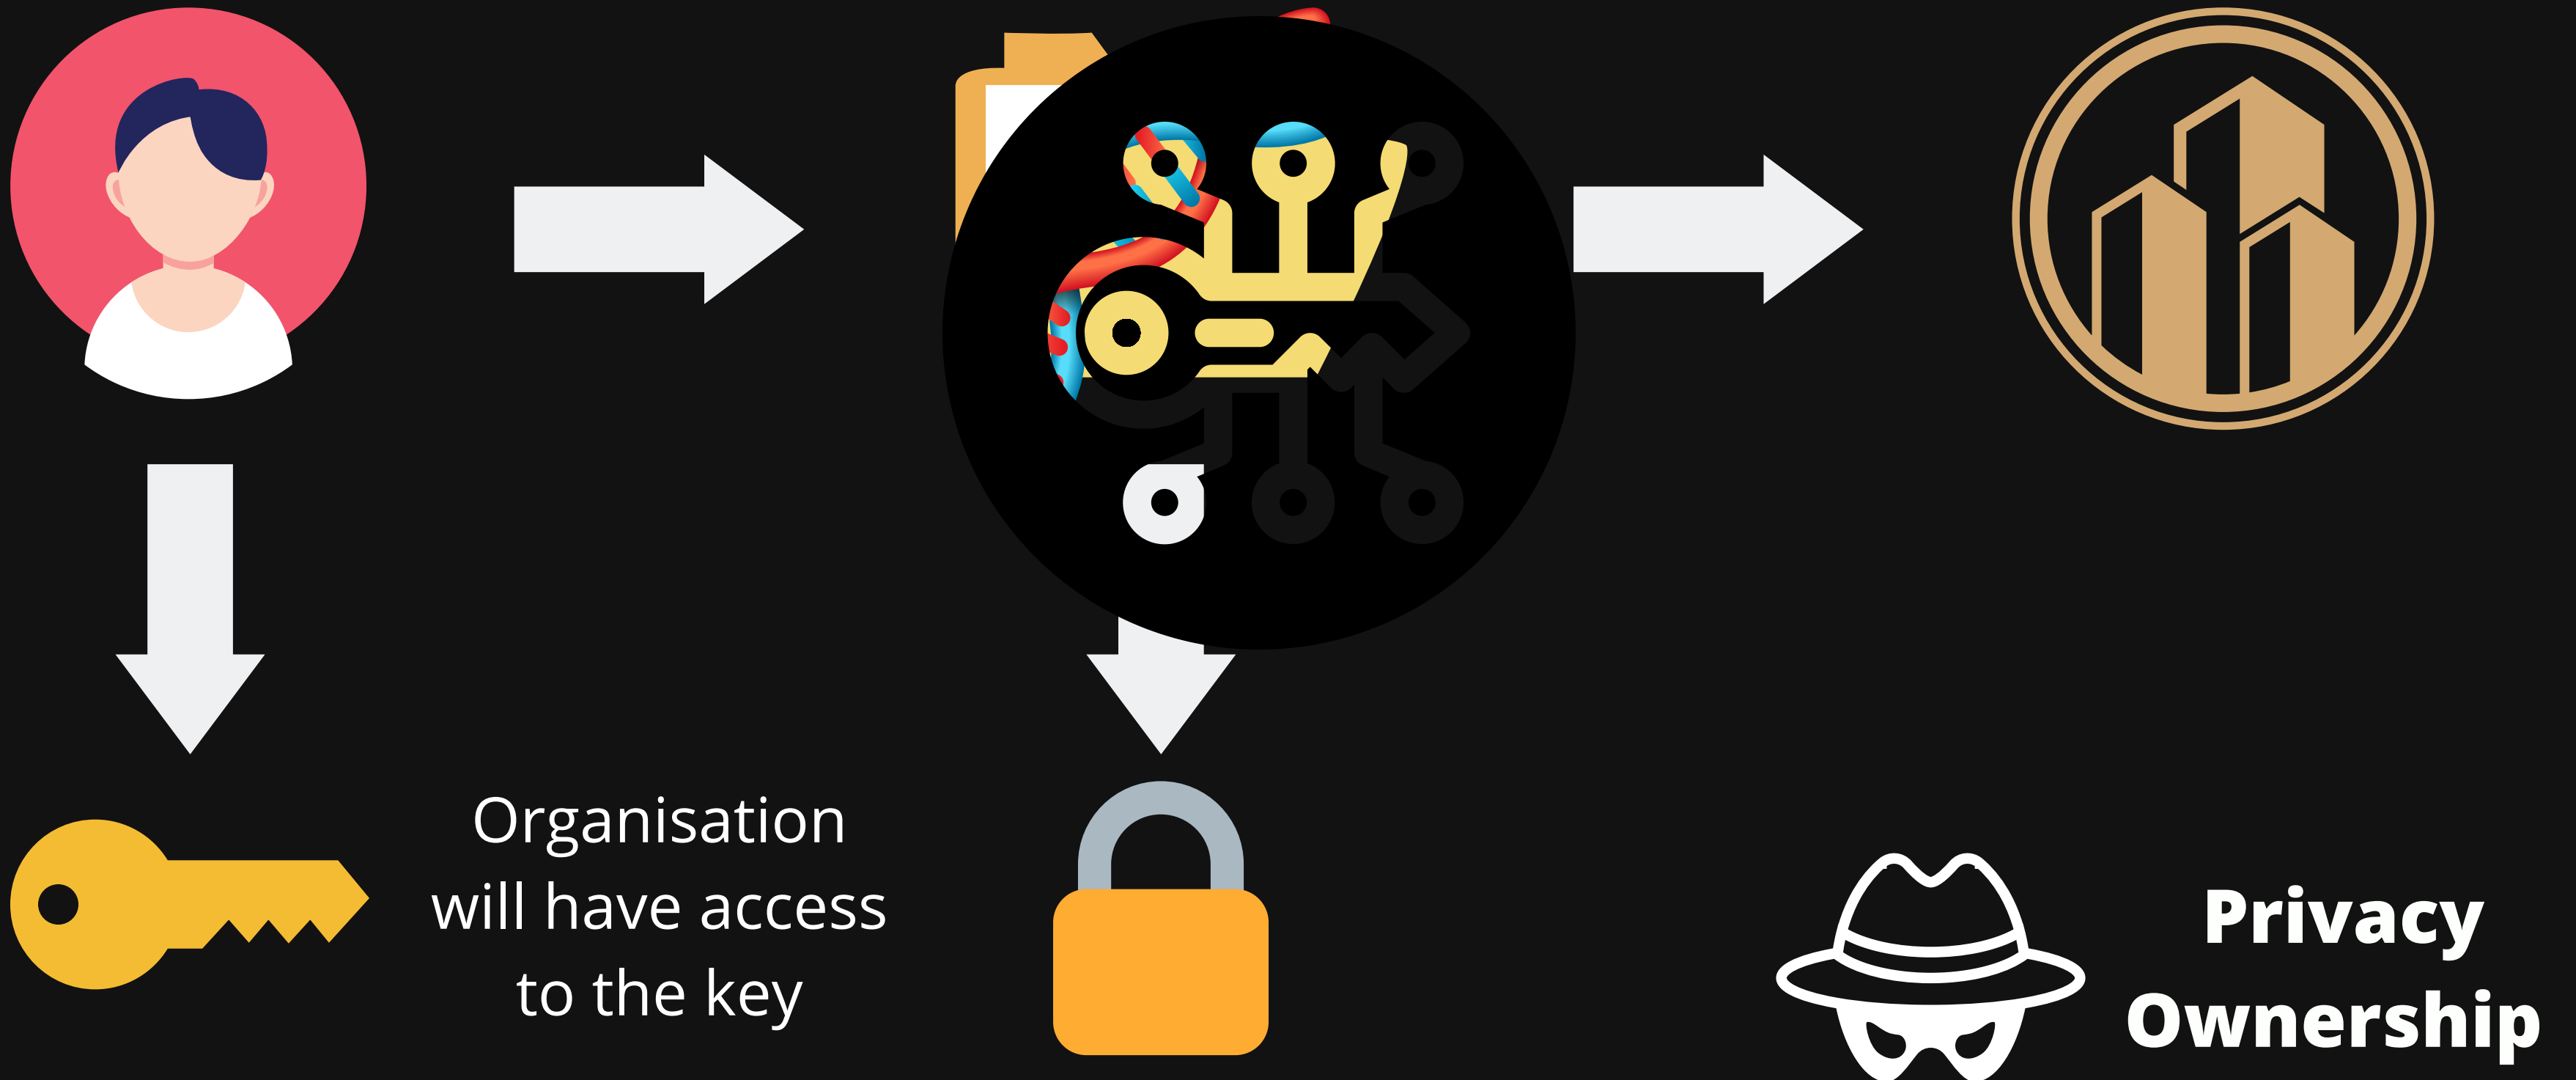 Organisation
will have access
to the key
Privacy
Ownership